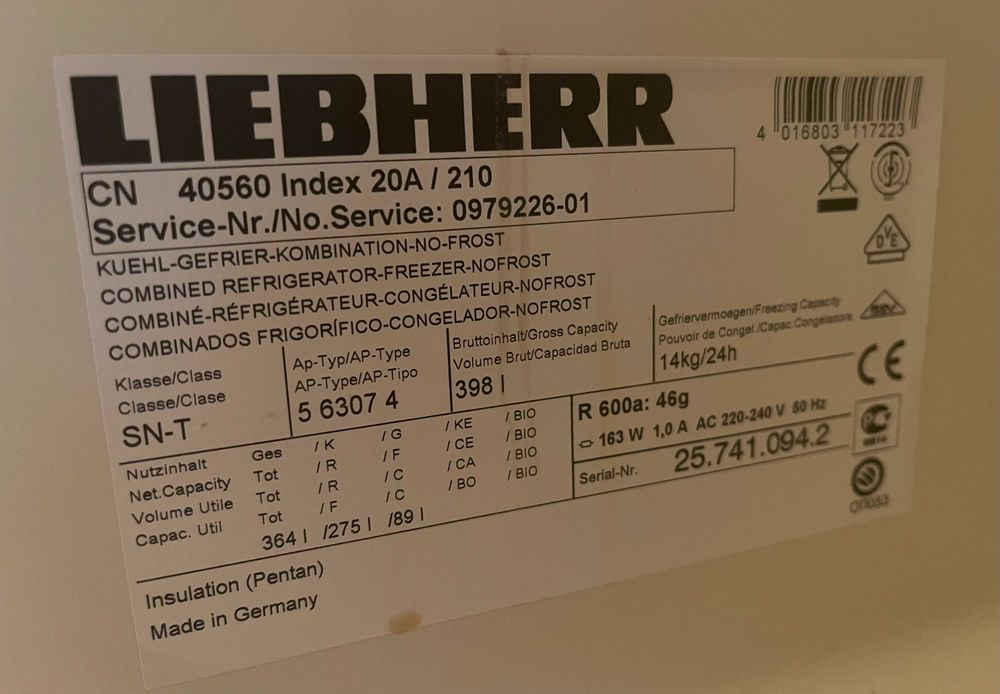 LIEBHERR
4 016803 117223
CN 40560 Index 20A / 210
Service-Nr./No.Service: 0979226-01
KUEHL-GEFRIER-KOMBINATION-NO-FROST
COMBINED REFRIGERATOR-FREEZER-NOFROST
COMBINÉ-RÉFRIGÉRATEUR-CONGÉLATEUR-NOFROST
COMBINADOS FRIGORÍFICO-CONGELADOR-NOFROST
DVE
Klasse/Class
Classe/Clase
SN-T
Ap-Typ/AP-Type
AP-Type/AP-Tipo
5 6307 4
Bruttoinhalt/Gross Capacity
Volume Brut/Capacidad Bruta
398 l
Gefriervermoegen/Freezing Capacity
Pouvoir de Congel./Capac.Congeladora
14kg/24h
CE
Nutzinhalt Ges / K / G / KE / BIO
Net.Capacity Tot / R / F / CE / BIO
Volume Utile Tot / R / C / CA / BIO
Capac. Util Tot / F / C / BO / BIO
364 l /275 l /89 l
R 600a: 46g
163 W 1,0 A AC 220-240 V 50 Hz
Serial-Nr. 25.741.094.2
Insulation (Pentan)
Made in Germany